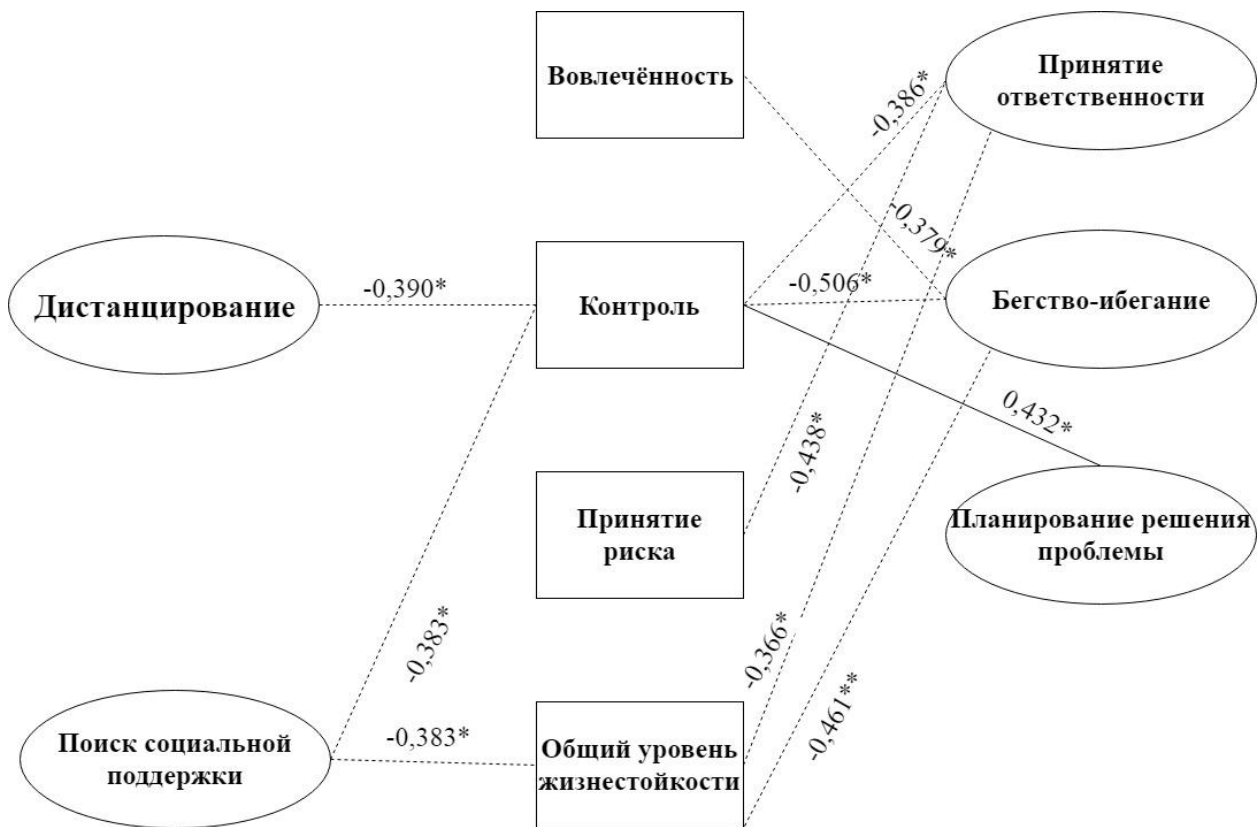 Вовлечённость
Принятие
ответственности
-0,386*
-0,379*
Дистанцирование
-0,390*
Контроль
-0,506*
Бегство-ибегание
0,432*
Принятие
риска
-0,438*
Планирование решения
проблемы
-0,383*
-0,366*
-0,461**
Поиск социальной
поддержки
-0,383*
Общий уровень
жизнестойкости